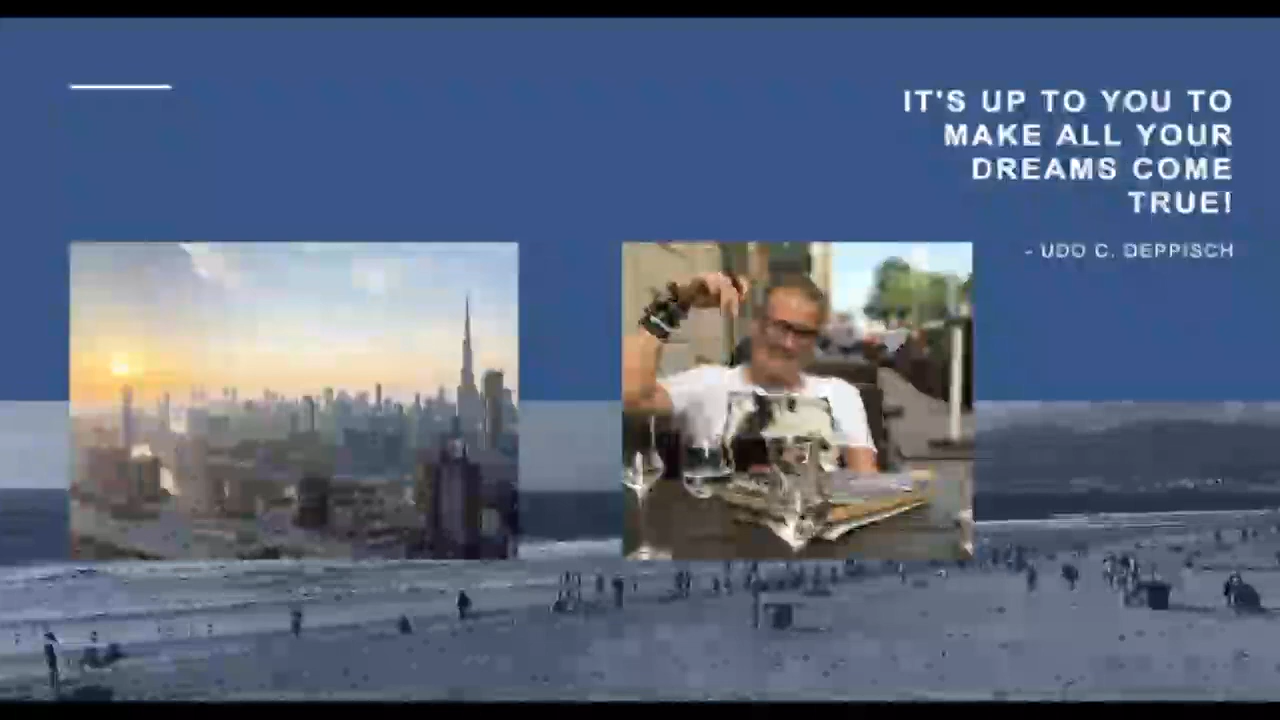 IT'S UP TO YOU TO
MAKE ALL YOUR
DREAMS COME
TRUE!
- UDO C. DEPPISCH